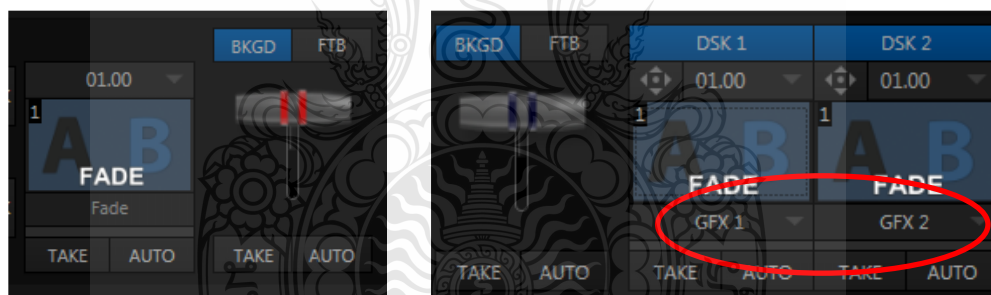 BKGD FTB
01.00
1
A B
FADE
Fade
TAKE AUTO TAKE AUTO
BKGD FTB DSK 1 DSK 2
01.00 01.00
1 1
A B A B
FADE FADE
GFX 1 GFX 2
TAKE AUTO TAKE AUTO TAKE AUTO